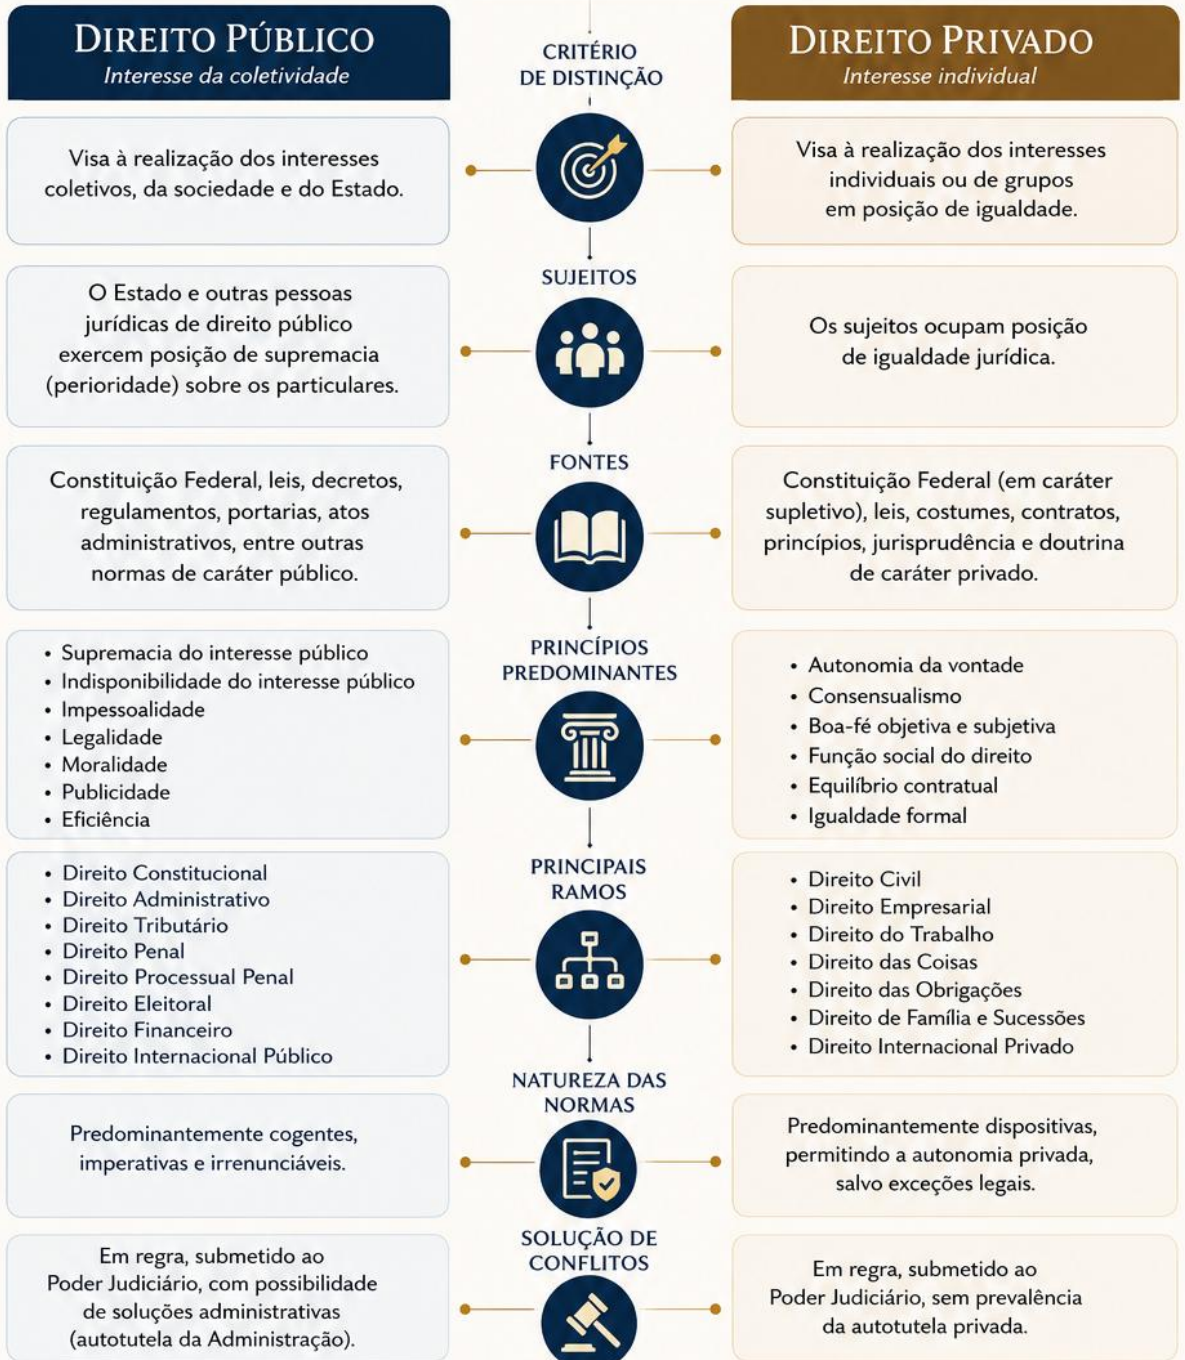 DIREITO PÚBLICO
Interesse da coletividade
CRITÉRIO
DE DISTINÇÃO
DIREITO PRIVADO
Interesse individual
Visa à realização dos interesses
coletivos, da sociedade e do Estado.
Visa à realização dos interesses
individuais ou de grupos
em posição de igualdade.
SUJEITOS
O Estado e outras pessoas
jurídicas de direito público
exercem posição de supremacia
(perioridade) sobre os particulares.
Os sujeitos ocupam posição
de igualdade jurídica.
FONTES
Constituição Federal, leis, decretos,
regulamentos, portarias, atos
administrativos, entre outras
normas de caráter público.
Constituição Federal (em caráter
supletivo), leis, costumes, contratos,
princípios, jurisprudência e doutrina
de caráter privado.
PRINCÍPIOS
PREDOMINANTES
• Supremacia do interesse público
• Indisponibilidade do interesse público
• Impessoalidade
• Legalidade
• Moralidade
• Publicidade
• Eficiência
• Autonomia da vontade
• Consensualismo
• Boa-fé objetiva e subjetiva
• Função social do direito
• Equilíbrio contratual
• Igualdade formal
PRINCIPAIS
RAMOS
• Direito Constitucional
• Direito Administrativo
• Direito Tributário
• Direito Penal
• Direito Processual Penal
• Direito Eleitoral
• Direito Financeiro
• Direito Internacional Público
• Direito Civil
• Direito Empresarial
• Direito do Trabalho
• Direito das Coisas
• Direito das Obrigações
• Direito de Família e Sucessões
• Direito Internacional Privado
NATUREZA DAS
NORMAS
Predominantemente cogentes,
imperativas e irrenunciáveis.
Predominantemente dispositivas,
permitindo a autonomia privada,
salvo exceções legais.
SOLUÇÃO DE
CONFLITOS
Em regra, submetido ao
Poder Judiciário, com possibilidade
de soluções administrativas
(autotutela da Administração).
Em regra, submetido ao
Poder Judiciário, sem prevalência
da autotutela privada.